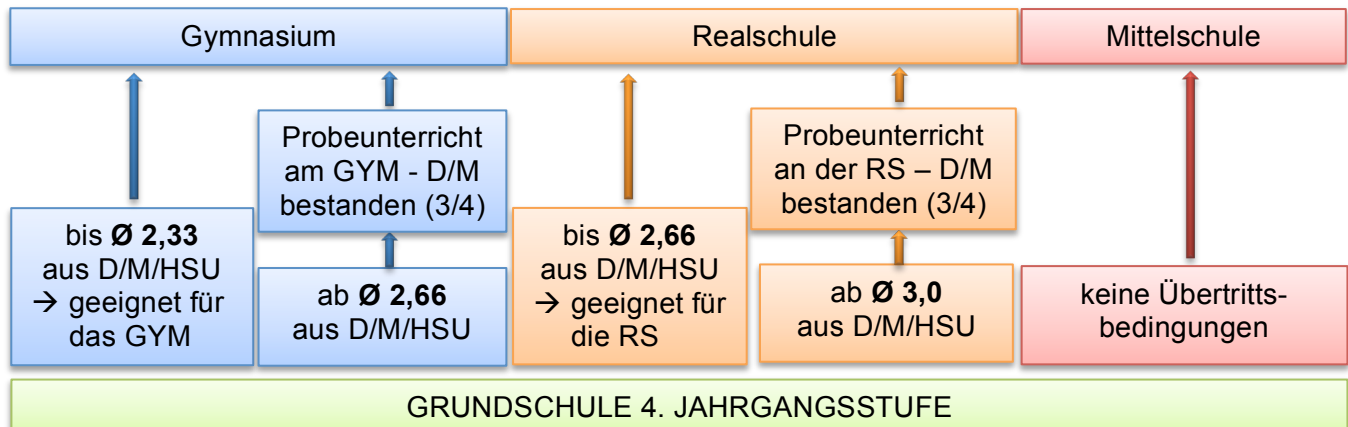 Gymnasium
Realschule
Mittelschule
Probeunterricht
am GYM - D/M
bestanden (3/4)
Probeunterricht
an der RS – D/M
bestanden (3/4)
bis Ø 2,33
aus D/M/HSU
→ geeignet für
das GYM
ab Ø 2,66
aus D/M/HSU
bis Ø 2,66
aus D/M/HSU
→ geeignet für
die RS
ab Ø 3,0
aus D/M/HSU
keine Übertritts-
bedingungen
GRUNDSCHULE 4. JAHRGANGSSTUFE